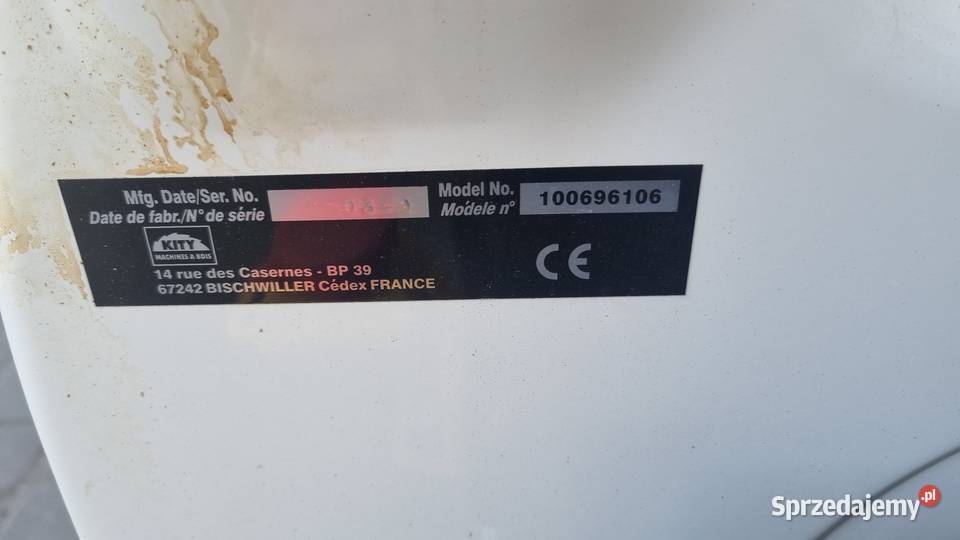 Mfg. Date/Ser. No.
Date de fabr./N° de série
Model No.
Modèle n°
100696106
KITY
MACHINES A BOIS
14 rue des Casernes - BP 39
67242 BISCHWILLER Cédex FRANCE
CE
Sprzedajemy.pl